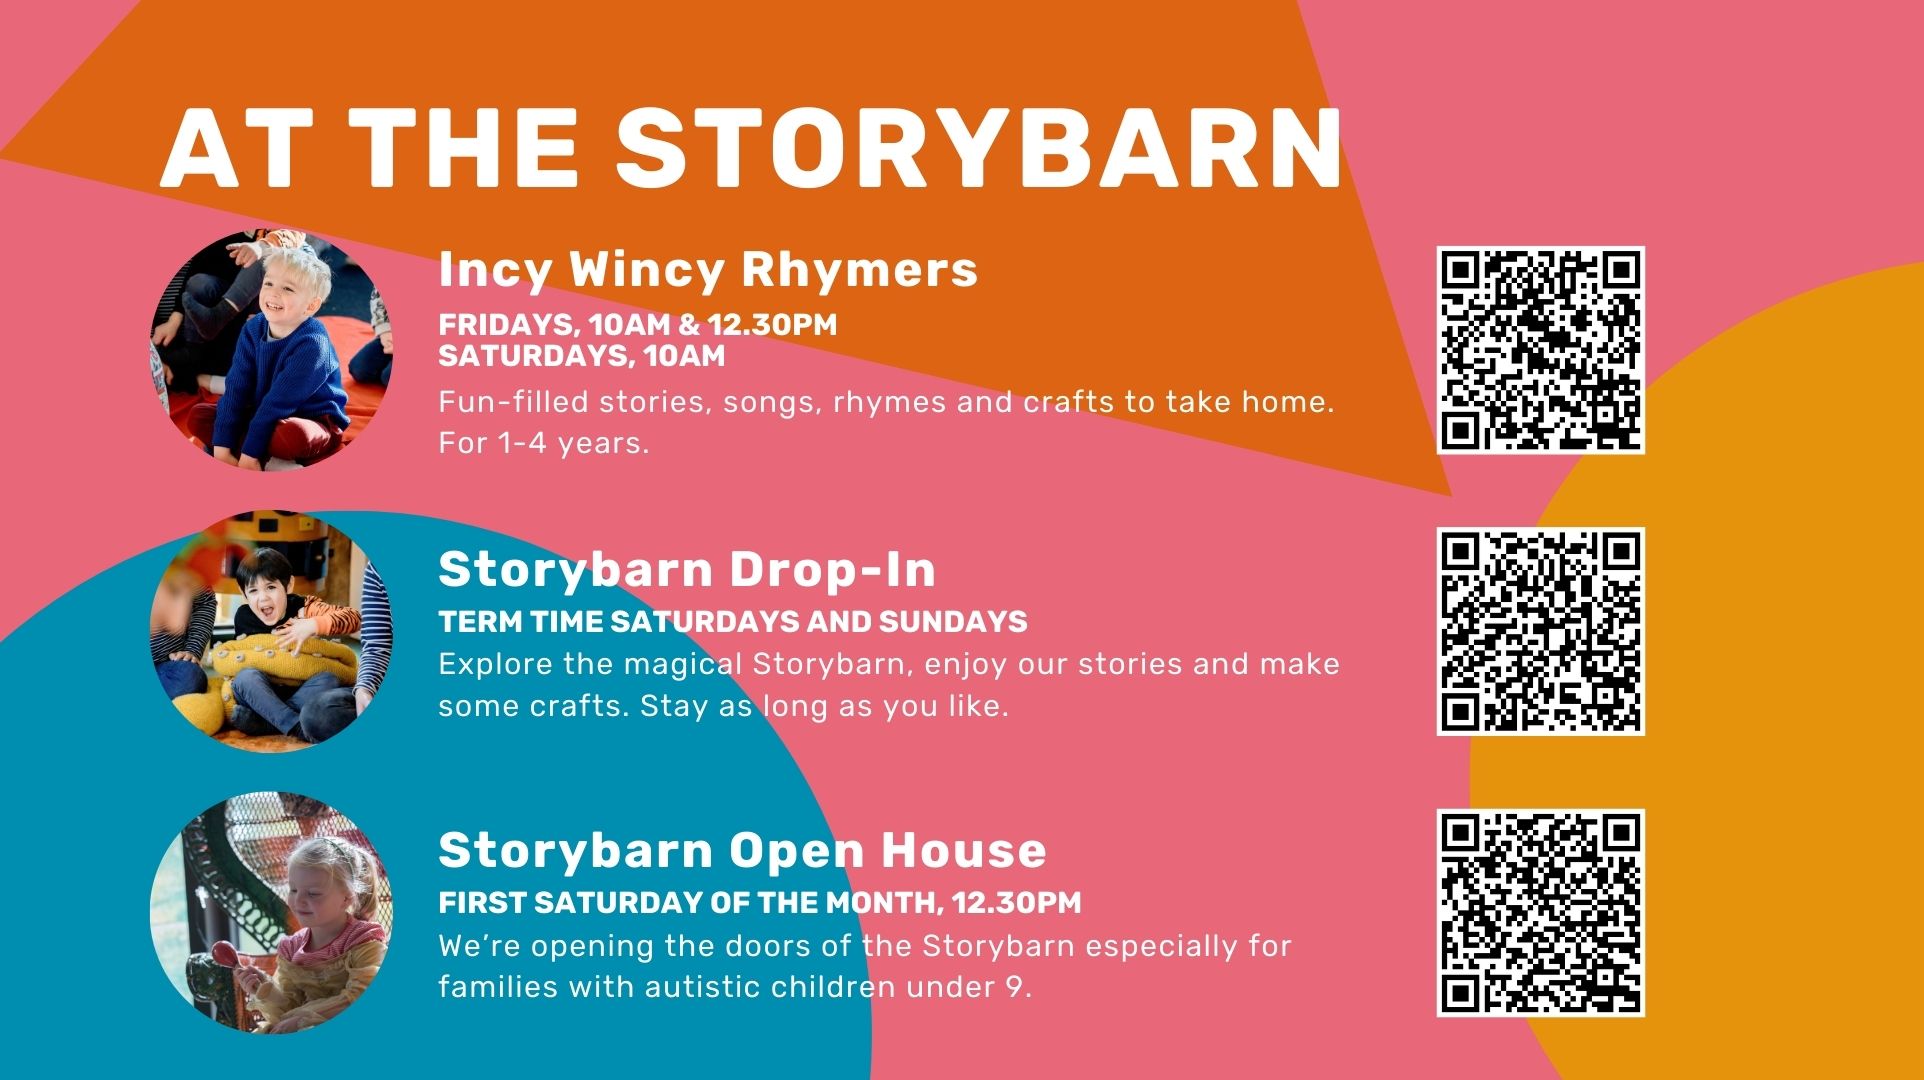 AT THE STORYBARN
Incy Wincy Rhymers
FRIDAYS, 10AM & 12.30PM
SATURDAYS, 10AM
Fun-filled stories, songs, rhymes and crafts to take home.
For 1-4 years.
Storybarn Drop-In
TERM TIME SATURDAYS AND SUNDAYS
Explore the magical Storybarn, enjoy our stories and make
some crafts. Stay as long as you like.
Storybarn Open House
FIRST SATURDAY OF THE MONTH, 12.30PM
We’re opening the doors of the Storybarn especially for
families with autistic children under 9.